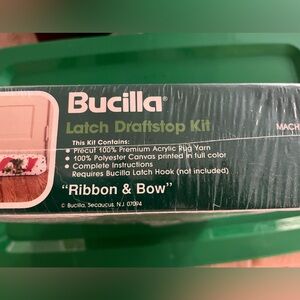 Bucilla®
Latch Draftstop Kit
This Kit Contains:
• Precut 100% Premium Acrylic Rug Yarn
• 100% Polyester Canvas printed in full color
• Complete Instructions
Requires Bucilla Latch Hook (not included)
MACH
"Ribbon & Bow"
© Bucilla, Secaucus, N.J. 07094